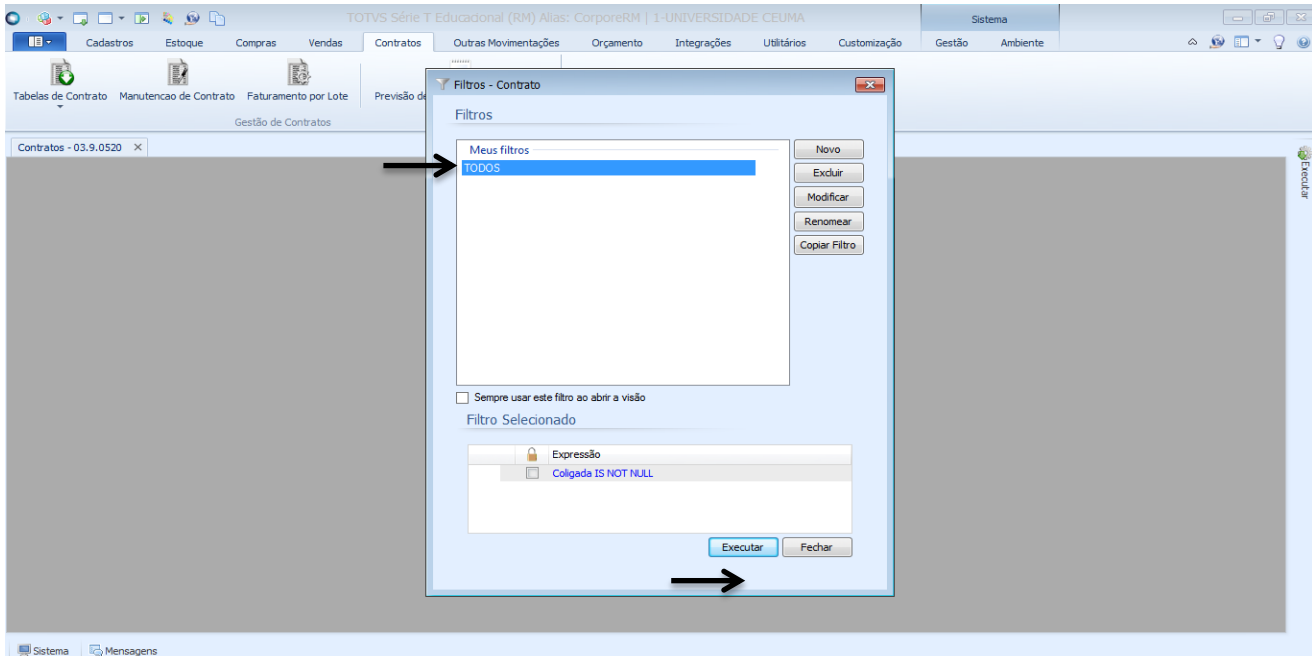 TOTVS Série T Educacional (RM) Alias: CorporeRM | 1-UNIVERSIDADE CEUMA
Sistema
Cadastros Estoque Compras Vendas Contratos Outras Movimentações Orçamento Integrações Utilitários Customização Gestão Ambiente
Tabelas de Contrato Manutencao de Contrato Faturamento por Lote Previsão de
Gestão de Contratos
Contratos - 03.9.0520
Executar
Filtros - Contrato
Filtros
Meus filtros
TODOS
Novo
Excluir
Modificar
Renomear
Copiar Filtro
Sempre usar este filtro ao abrir a visão
Filtro Selecionado
Expressão
Coligada IS NOT NULL
Executar Fechar
Sistema Mensagens